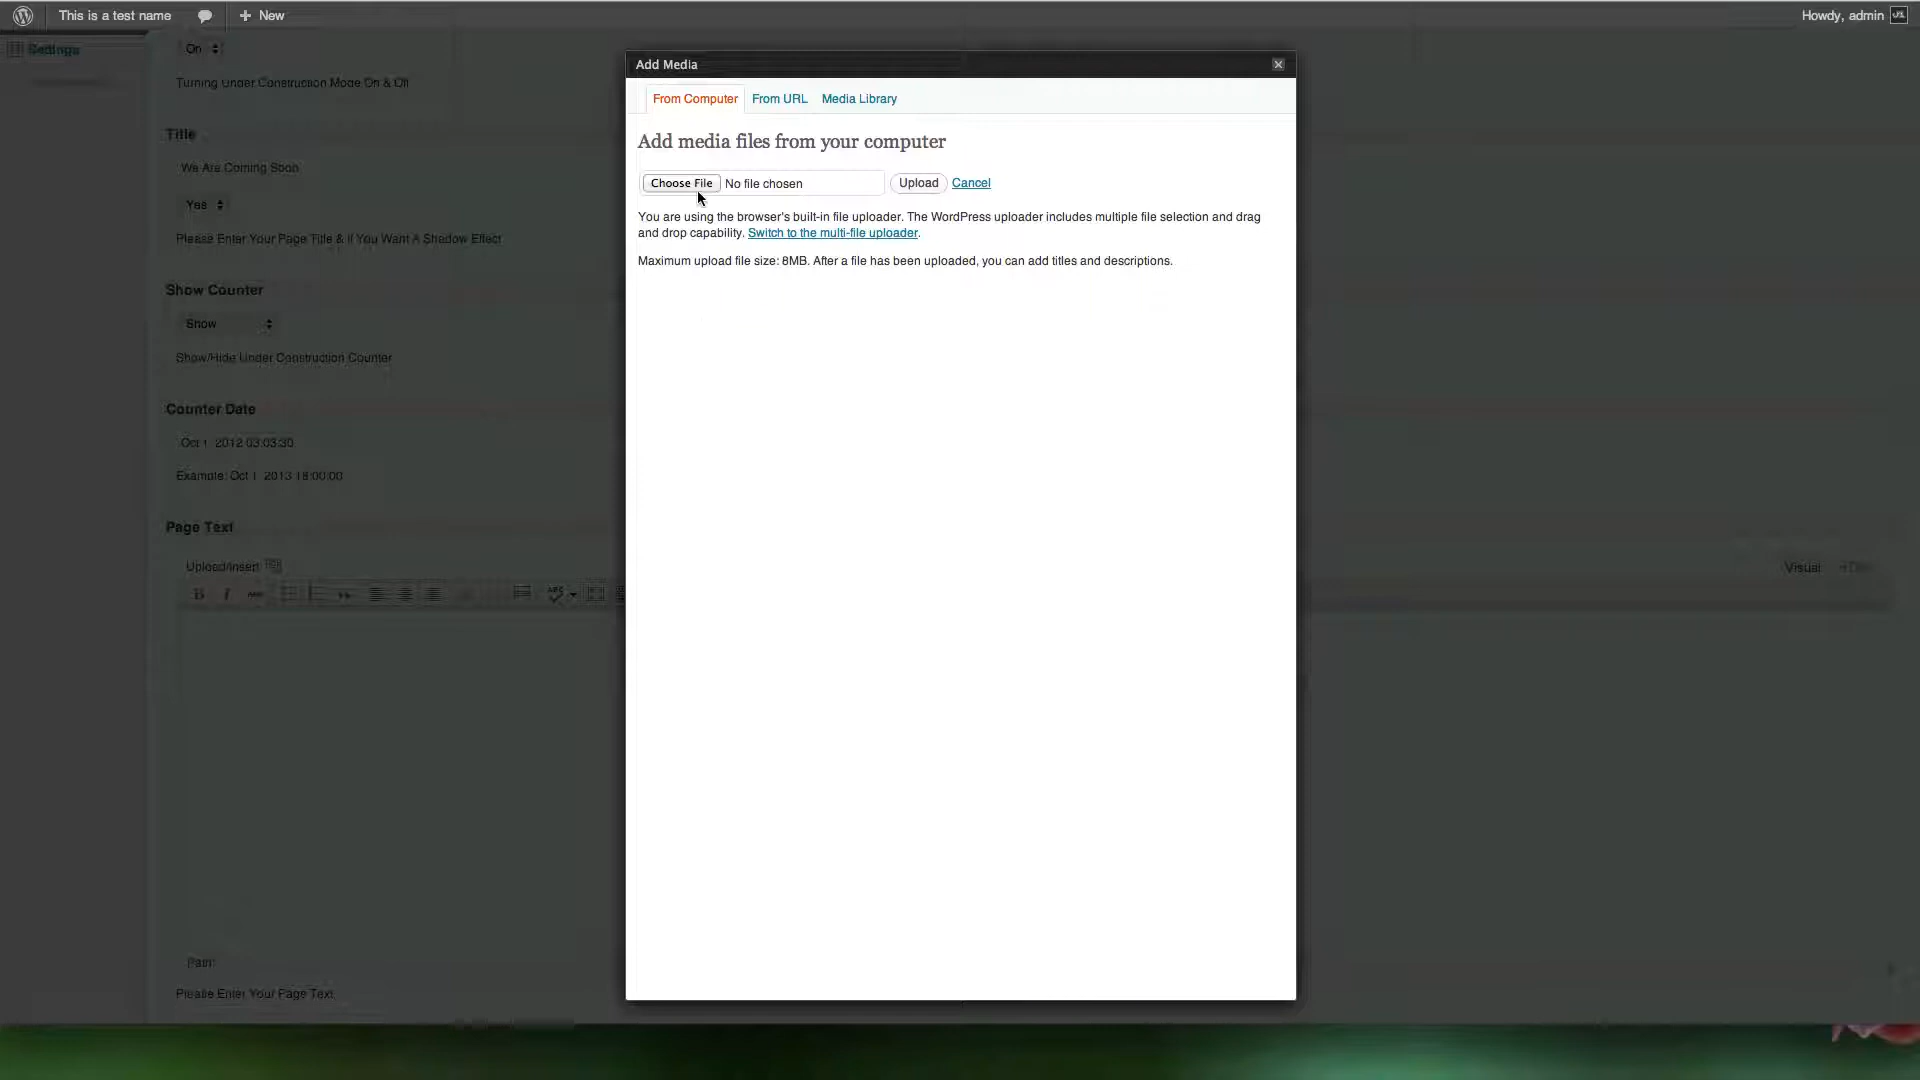 This is a test name
New
Howdy, admin
Settings
On
Turning Under Construction Mode On & Off
Title
We Are Coming Soon
Yes
Please Enter Your Page Title & If You Want A Shadow Effect
Show Counter
Show
Show/Hide Under Construction Counter
Counter Date
Oct 1 2012 03:03:30
Example: Oct 1 2013 18:00:00
Page Text
Upload/Insert
Visual
B I ABC
ABC
Path:
Please Enter Your Page Text
Add Media
From Computer From URL Media Library
Add media files from your computer
Choose File No file chosen Upload Cancel
You are using the browser's built-in file uploader. The WordPress uploader includes multiple file selection and drag
and drop capability. Switch to the multi-file uploader.
Maximum upload file size: 8MB. After a file has been uploaded, you can add titles and descriptions.